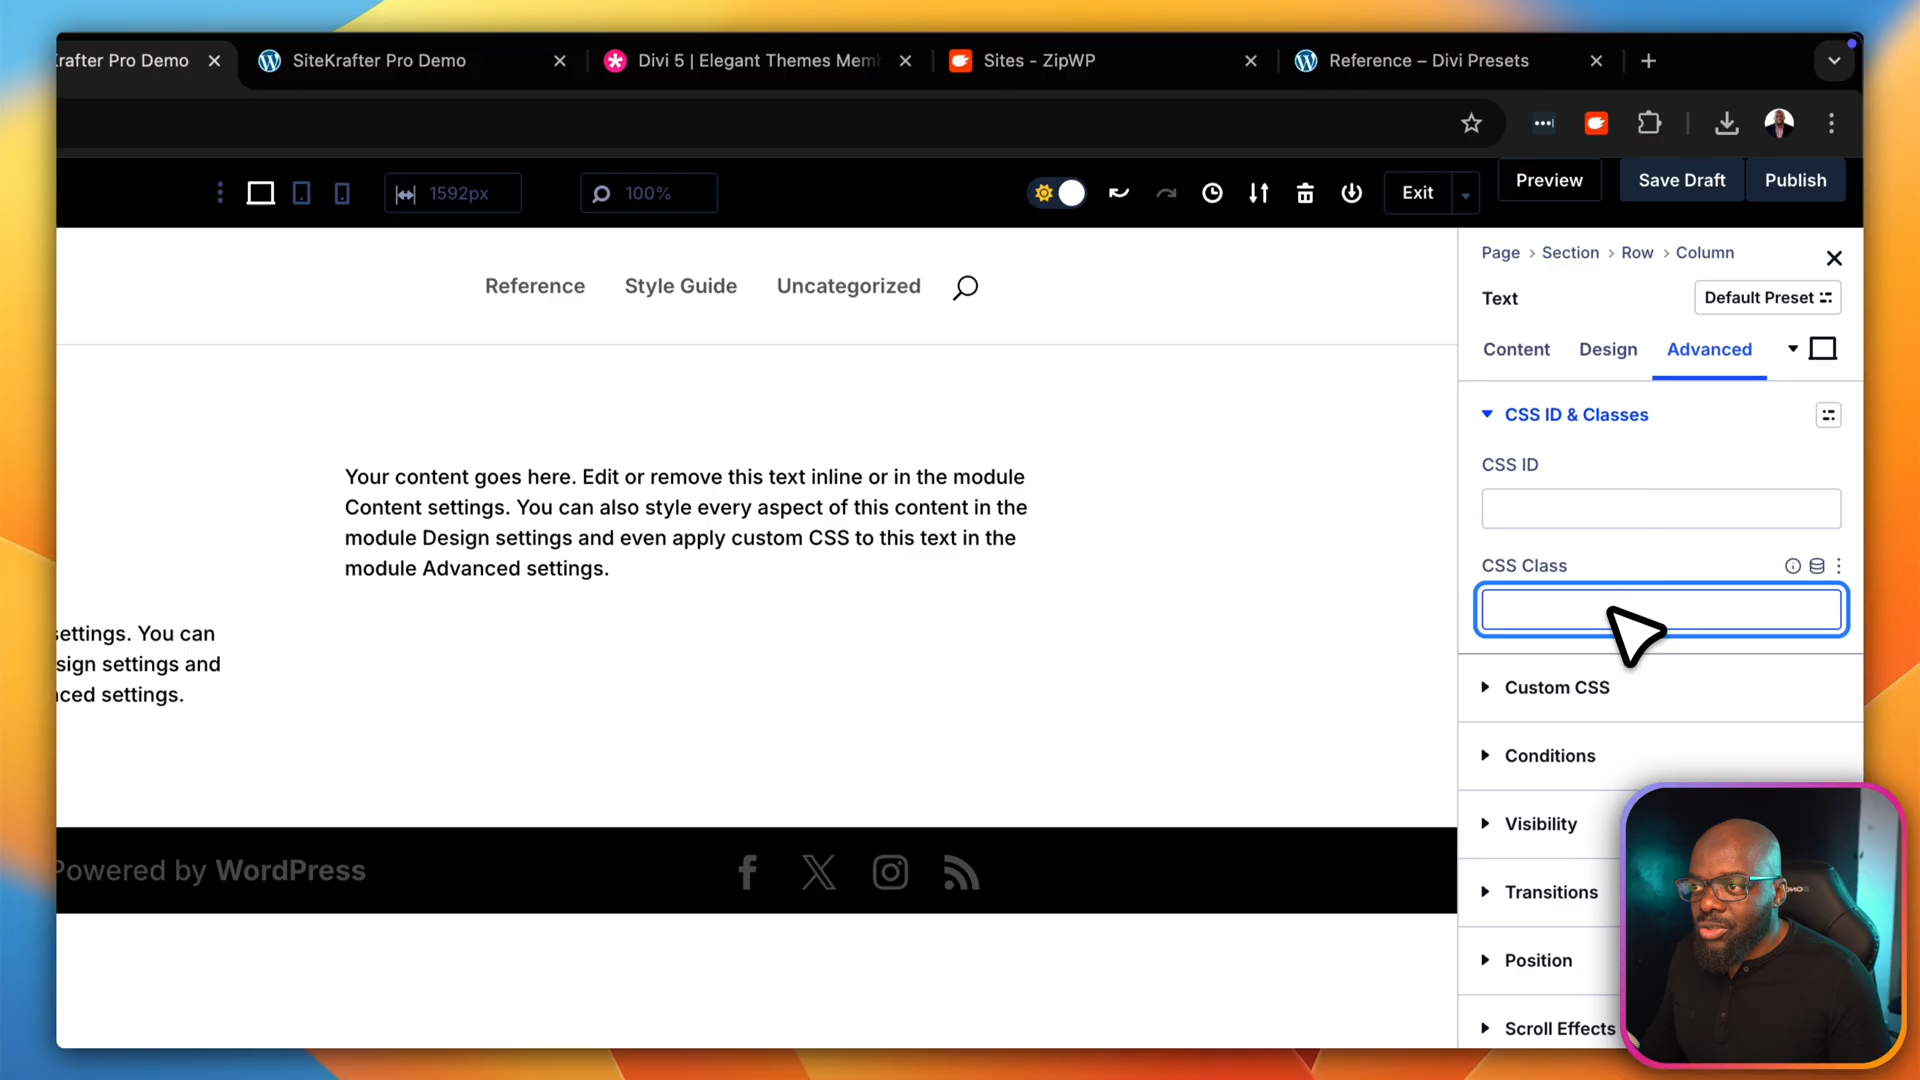 rafter Pro Demo
SiteKrafter Pro Demo
Divi 5 | Elegant Themes Mem
Sites - ZipWP
Reference – Divi Presets
1592px
100%
Exit
Preview
Save Draft
Publish
Reference
Style Guide
Uncategorized
Page > Section > Row > Column
Text
Default Preset
Content
Design
Advanced
CSS ID & Classes
CSS ID
CSS Class
Custom CSS
Conditions
Visibility
Transitions
Position
Scroll Effects
Your content goes here. Edit or remove this text inline or in the module
Content settings. You can also style every aspect of this content in the
module Design settings and even apply custom CSS to this text in the
module Advanced settings.
settings. You can
sign settings and
ced settings.
Powered by WordPress